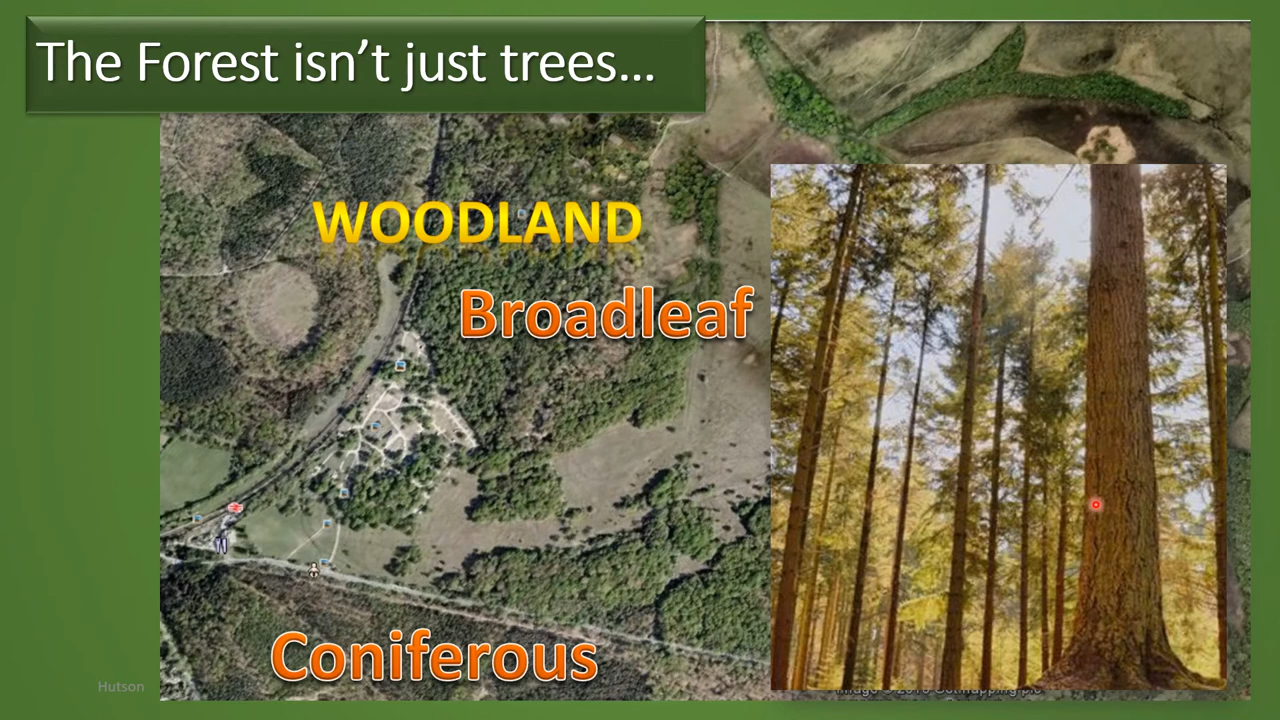 The Forest isn't just trees...
WOODLAND
Broadleaf
Coniferous
Hutson